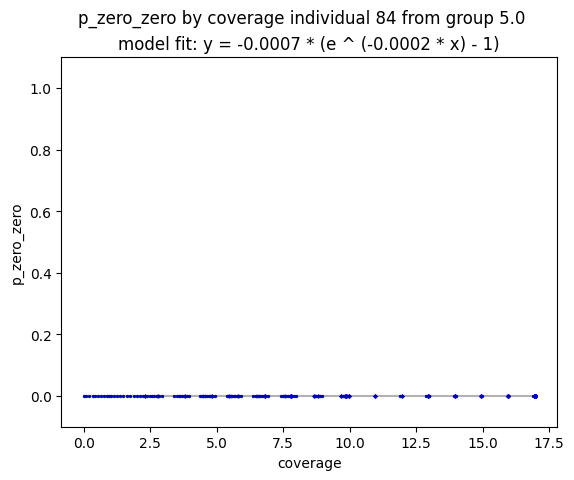 p_zero_zero by coverage individual 84 from group 5.0
model fit: y = -0.0007 * (e ^ (-0.0002 * x) - 1)
1.0
0.8
0.6
0.4
0.2
0.0
p_zero_zero
0.0 2.5 5.0 7.5 10.0 12.5 15.0 17.5
coverage